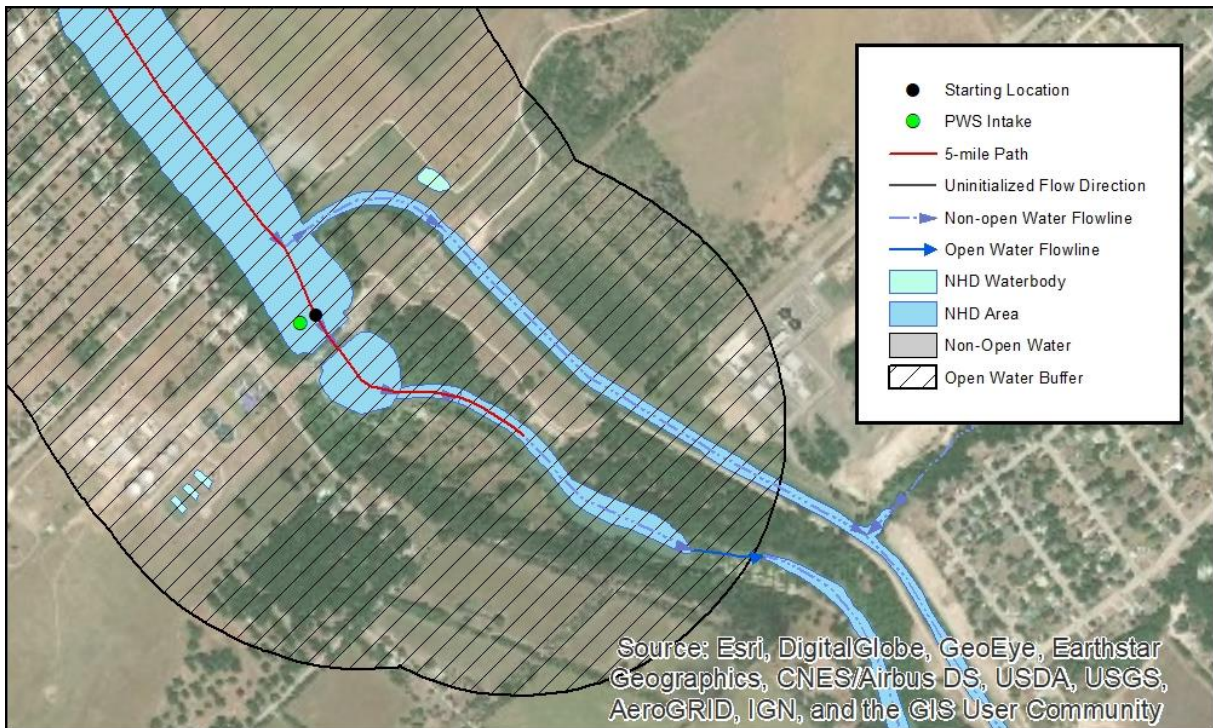 Starting Location
PWS Intake
5-mile Path
Uninitialized Flow Direction
Non-open Water Flowline
Open Water Flowline
NHD Waterbody
NHD Area
Non-Open Water
Open Water Buffer
Source: Esri, DigitalGlobe, GeoEye, Earthstar
Geographics, CNES/Airbus DS, USDA, USGS,
AeroGRID, IGN, and the GIS User Community